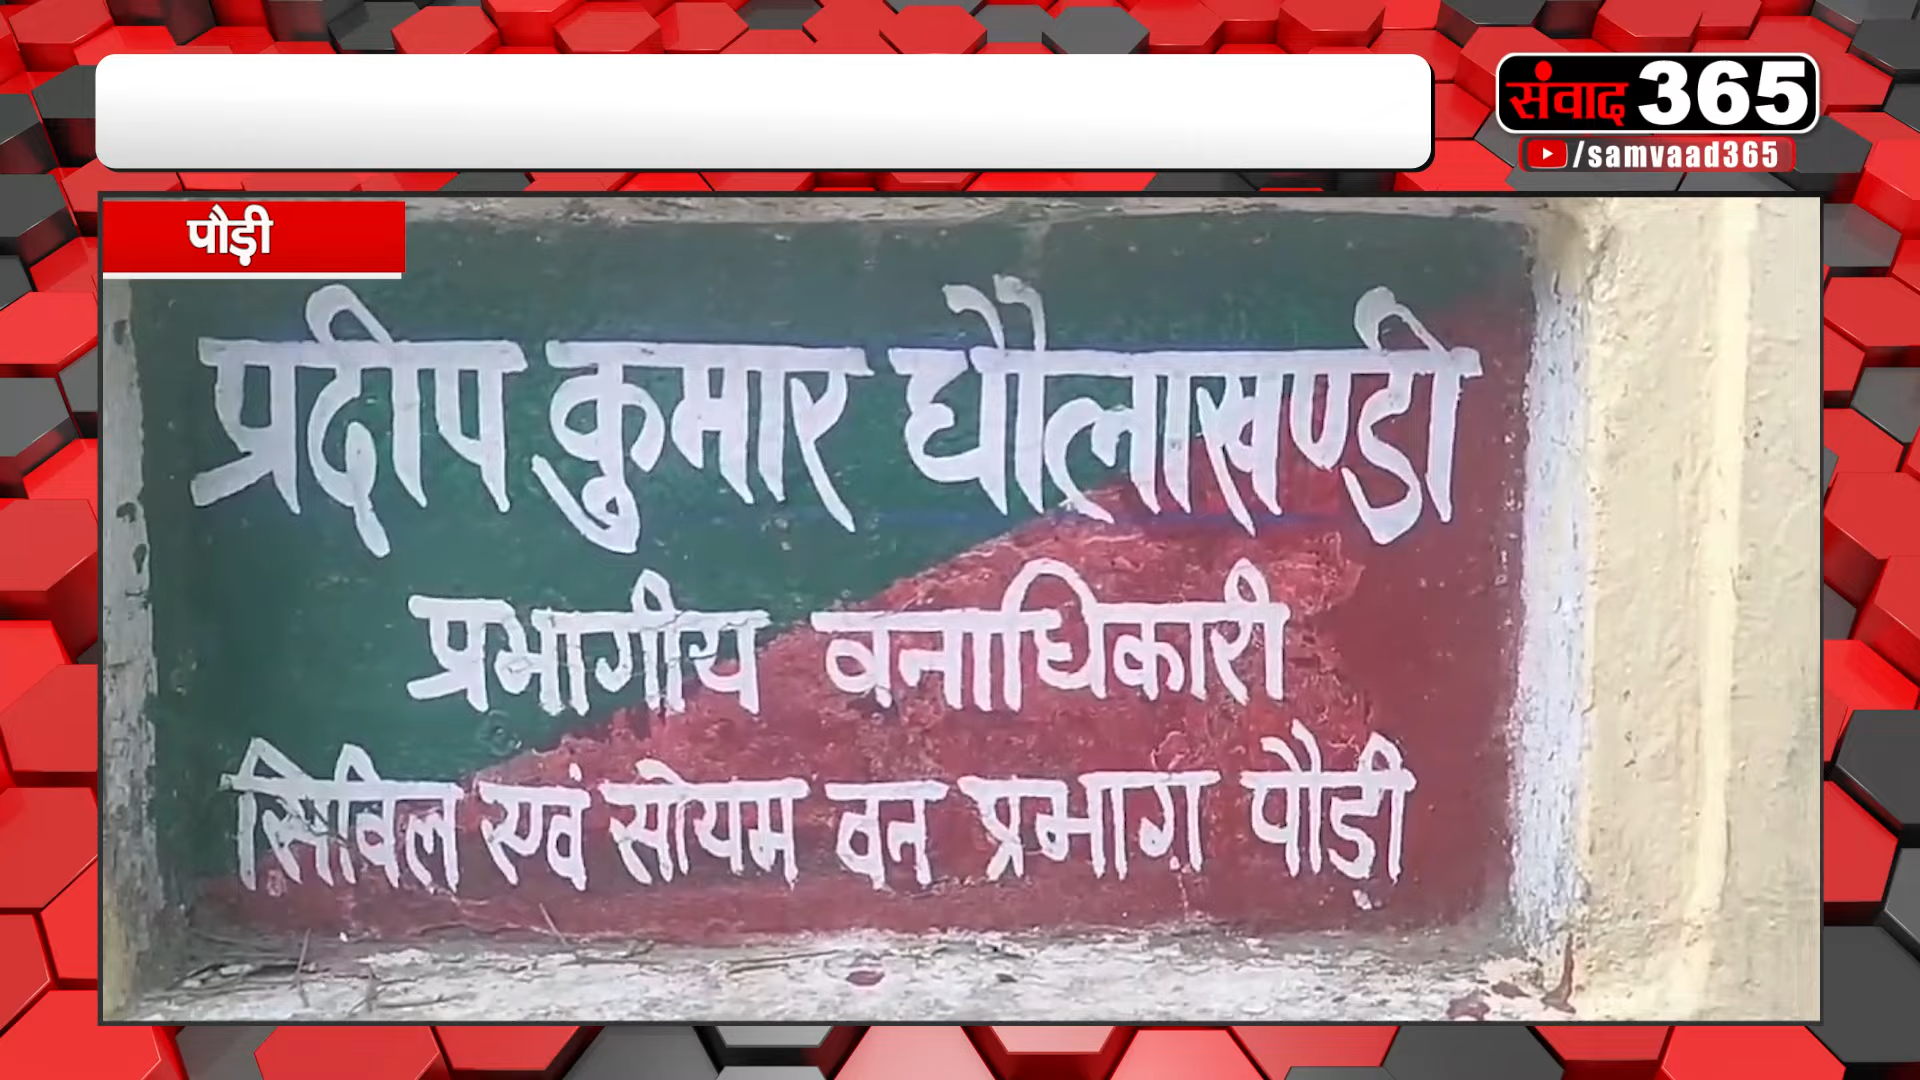 संवाद 365
/samvaad365
पौड़ी
प्रदीप कुमार धौलाखण्डी
प्रभागीय वनाधिकारी
सिविल एवं सोयम वन प्रभाग पौड़ी